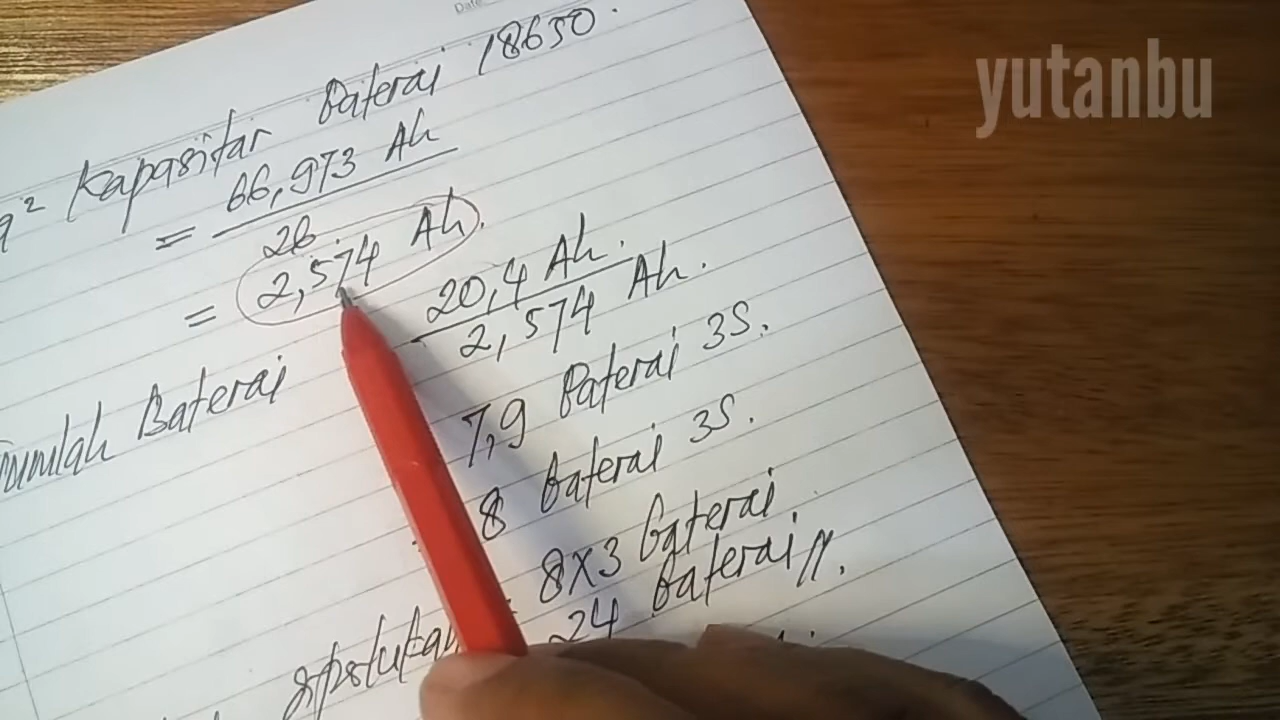 yutanbu
Date
Kapasitas Baterai 18650.
= 66,973 Ah
26
= 2,574 Ah.
Jumlah Baterai
20,4 Ah.
2,574 Ah.
7,9 Baterai 3S.
8 baterai 3S.
8x3 baterai
24 baterai //.